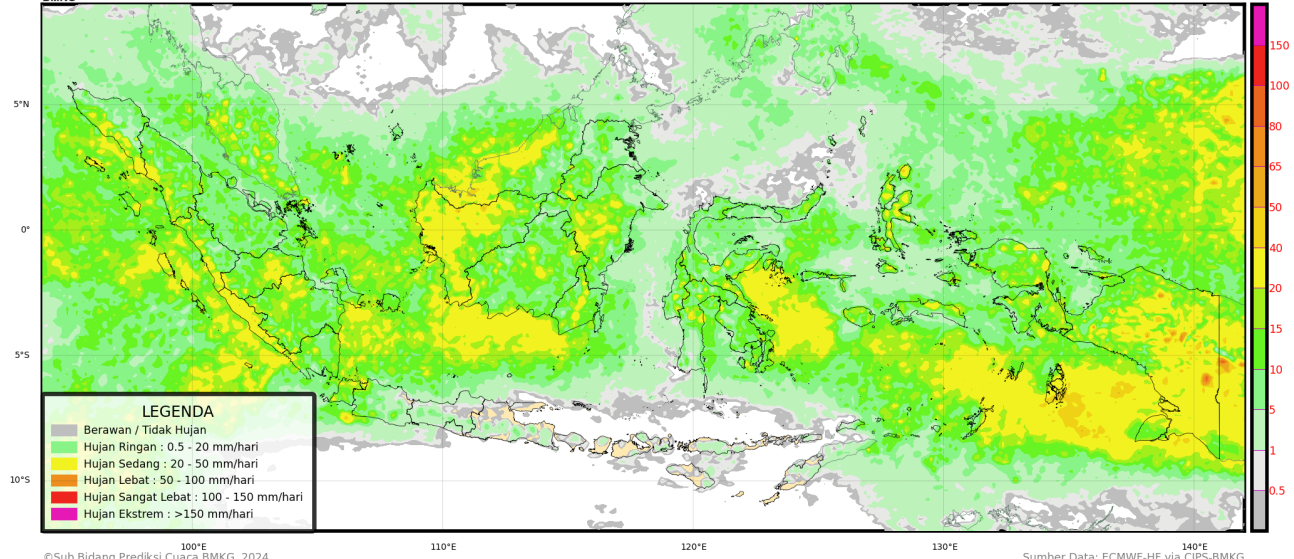 5°N
0°
5°S
10°S
LEGENDA
Berawan / Tidak Hujan
Hujan Ringan : 0.5 - 20 mm/hari
Hujan Sedang : 20 - 50 mm/hari
Hujan Lebat : 50 - 100 mm/hari
Hujan Sangat Lebat : 100 - 150 mm/hari
Hujan Ekstrem : >150 mm/hari
100°E
110°E
120°E
130°E
140°E
150
100
80
65
50
40
20
15
10
5
1
0.5
©Sub Bidang Prediksi Cuaca BMKG, 2024
Sumber Data: ECMWF-HE via CIPS-BMKG